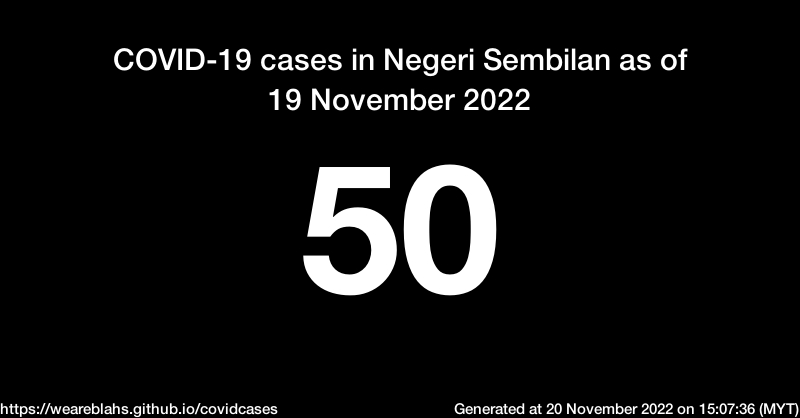 COVID-19 cases in Negeri Sembilan as of
19 November 2022
50
https://weareblahs.github.io/covidcases
Generated at 20 November 2022 on 15:07:36 (MYT)